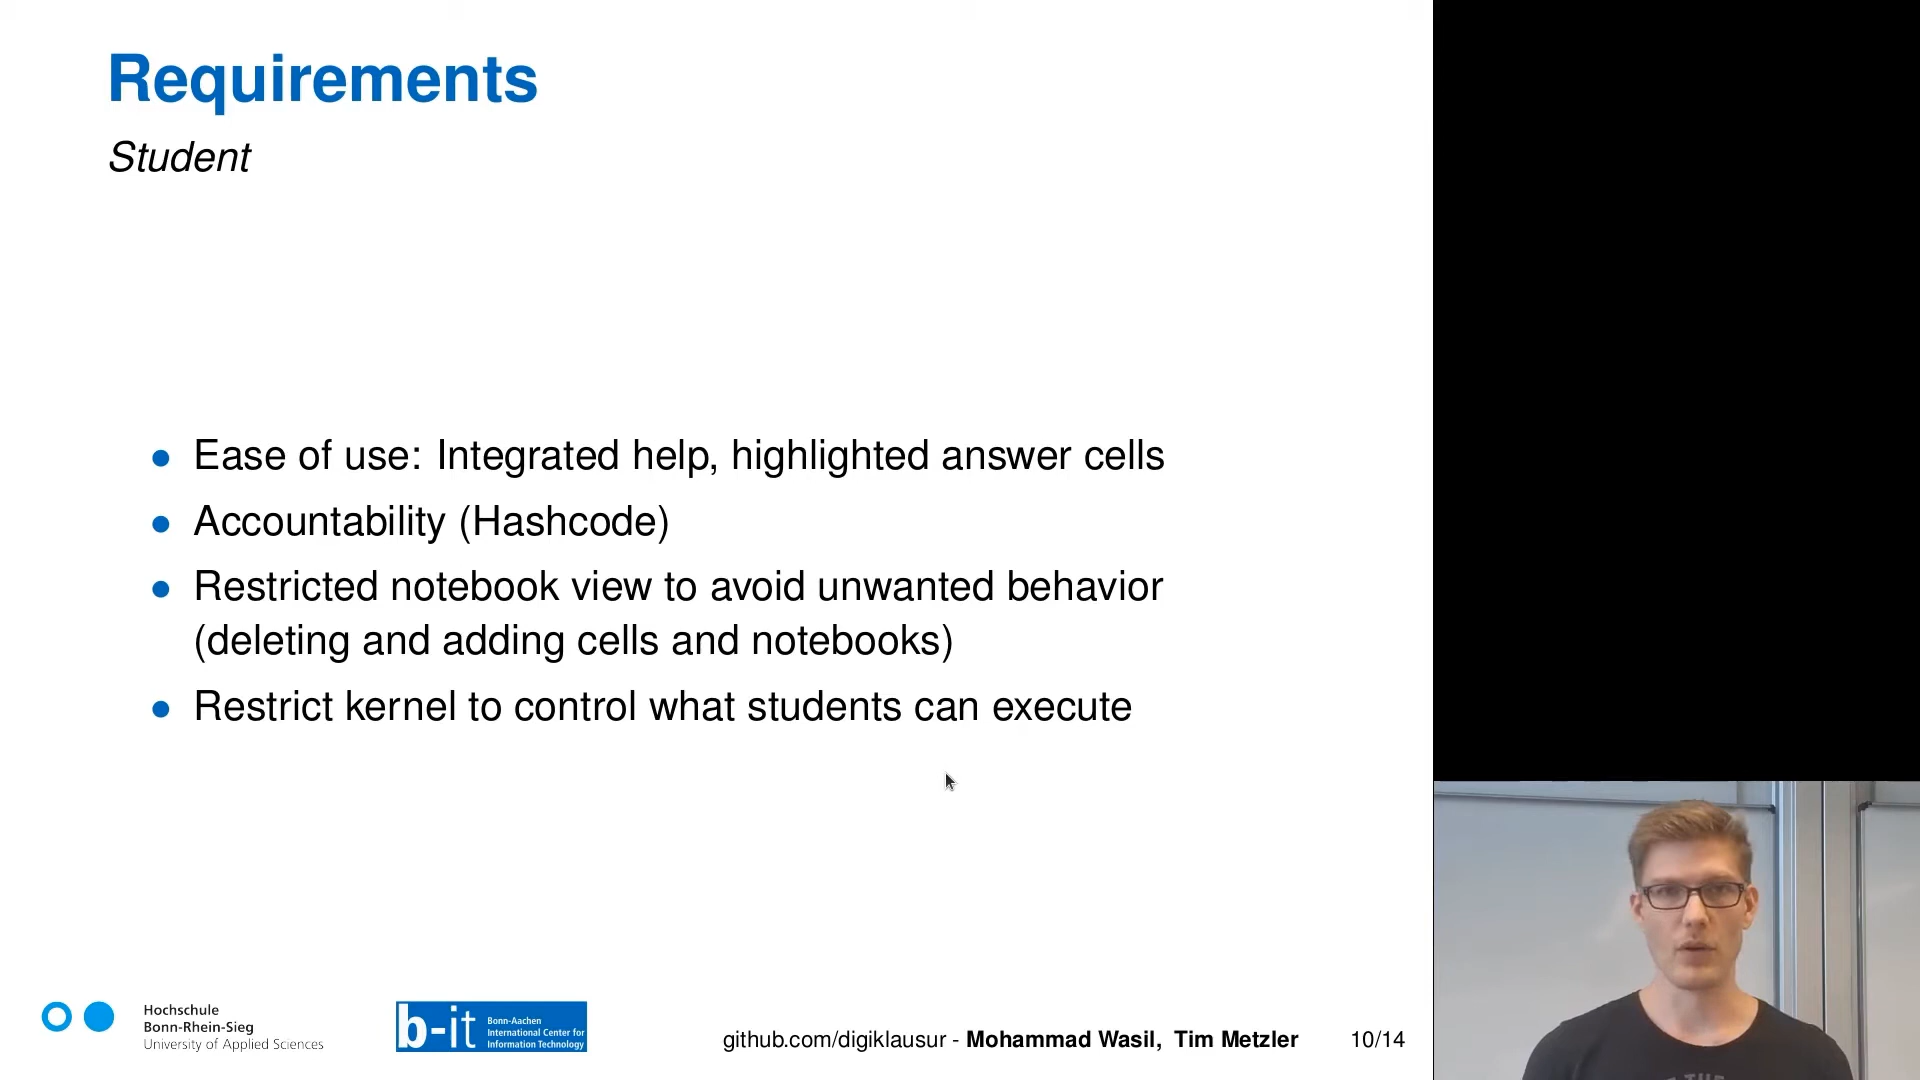 Requirements
Student
Ease of use: Integrated help, highlighted answer cells
Accountability (Hashcode)
Restricted notebook view to avoid unwanted behavior
(deleting and adding cells and notebooks)
Restrict kernel to control what students can execute
Hochschule
Bonn-Rhein-Sieg
University of Applied Sciences
b-it
Bonn-Aachen
International Center for
Information Technology
github.com/digiklausur - Mohammad Wasil, Tim Metzler
10/14